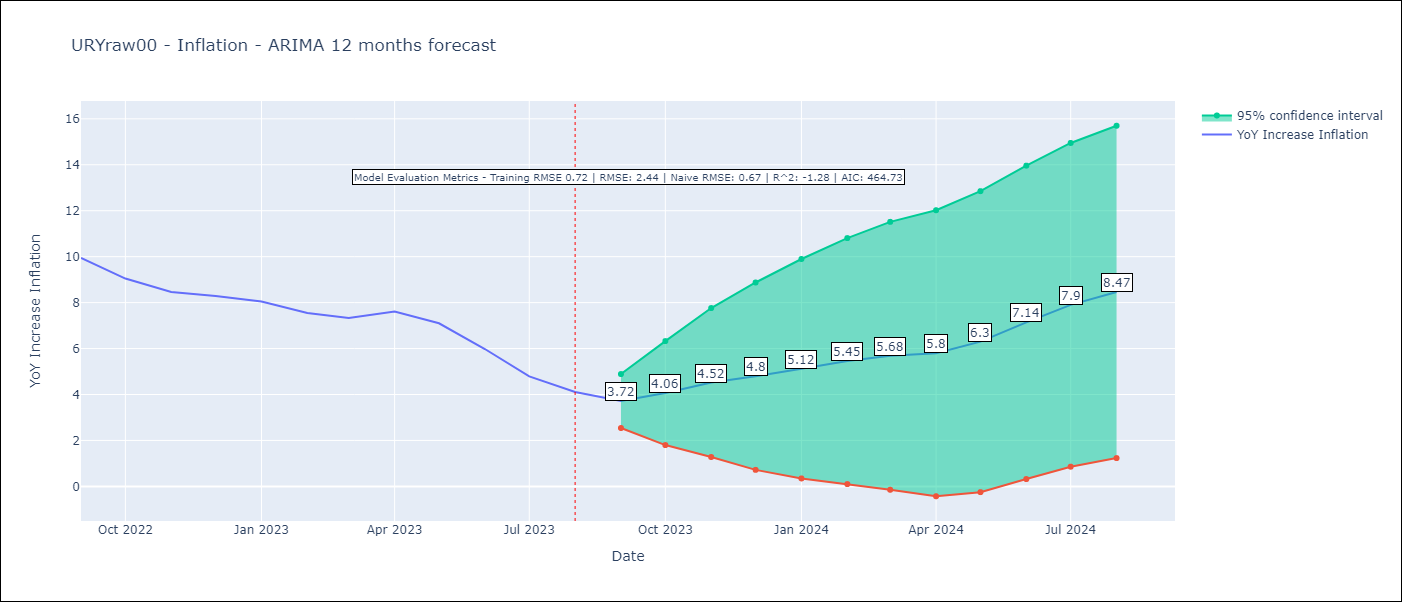 URYraw00 - Inflation - ARIMA 12 months forecast
95% confidence interval
YoY Increase Inflation
Model Evaluation Metrics - Training RMSE 0.72 | RMSE: 2.44 | Naive RMSE: 0.67 | R^2: -1.28 | AIC: 464.73
YoY Increase Inflation
16
14
12
10
8
6
4
2
0
3.72
4.06
4.52
4.8
5.12
5.45
5.68
5.8
6.3
7.14
7.9
8.47
Oct 2022
Jan 2023
Apr 2023
Jul 2023
Oct 2023
Jan 2024
Apr 2024
Jul 2024
Date